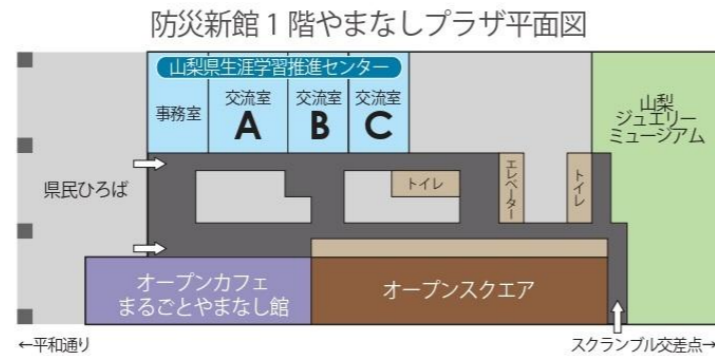 防災新館1階やまなしプラザ平面図
山梨県生涯学習推進センター
事務室
交流室
A
交流室
B
交流室
C
山梨
ジュエリー
ミュージアム
県民ひろば
トイレ
エレベーター
トイレ
オープンカフェ
まるごとやまなし館
オープンスクエア
←平和通り
スクランブル交差点→